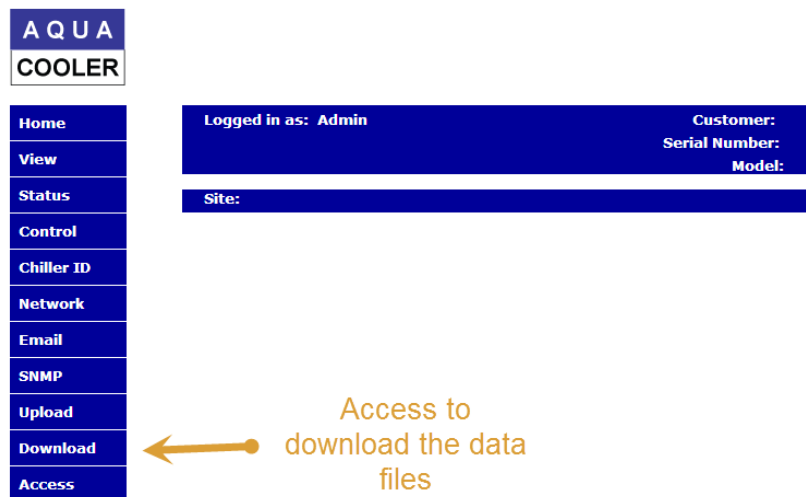 AQUA
COOLER
Home
View
Status
Control
Chiller ID
Network
Email
SNMP
Upload
Download
Access
Logged in as: Admin
Customer:
Serial Number:
Model:
Site:
Access to
download the data
files